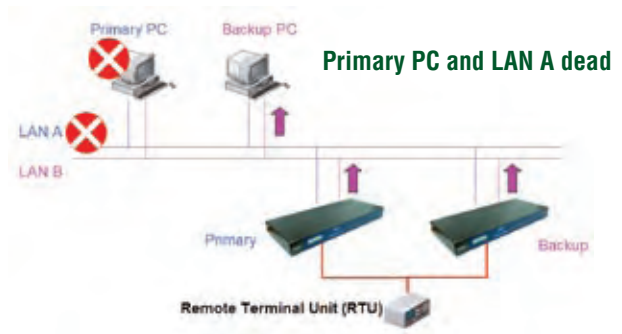 Primary PC
Backup PC
Primary PC and LAN A dead
LAN A
LAN B
Primary
Backup
Remote Terminal Unit (RTU)